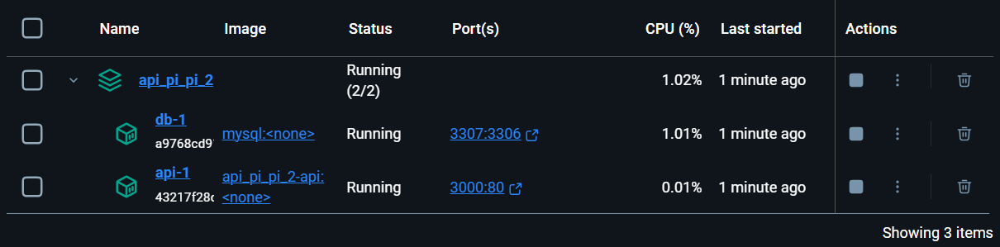 Name Image Status Port(s) CPU (%) Last started Actions
api_pi_pi_2 Running (2/2) 1.02% 1 minute ago
db-1 mysql:<none> Running 3307:3306 1.01% 1 minute ago
a9768cd9
api-1 api_pi_pi_2-api:<none> Running 3000:80 0.01% 1 minute ago
43217f28
Showing 3 items